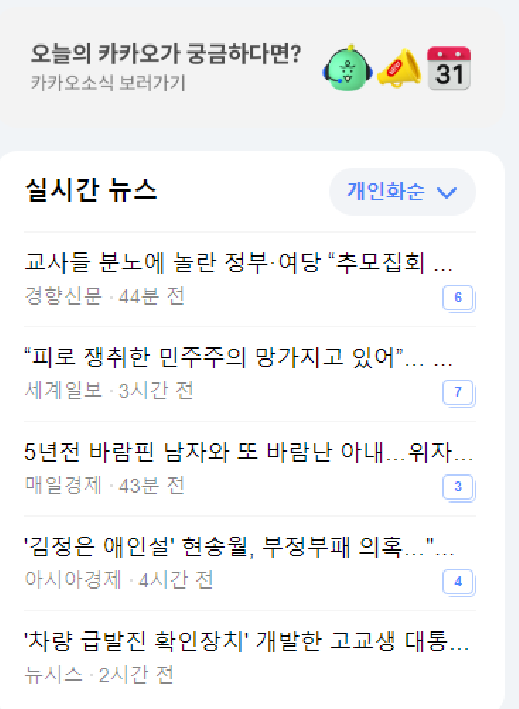 오늘의 카카오가 궁금하다면?
카카오소식 보러가기
31
실시간 뉴스
개인화순
교사들 분노에 놀란 정부·여당 “추모집회 ...
경향신문 · 44분 전
6
“피로 쟁취한 민주주의 망가지고 있어”... ...
세계일보 · 3시간 전
7
5년전 바람핀 남자와 또 바람난 아내...위자...
매일경제 · 43분 전
3
'김정은 애인설' 현송월, 부정부패 의혹..."...
아시아경제 · 4시간 전
4
'차량 급발진 확인장치' 개발한 고교생 대통...
뉴시스 · 2시간 전